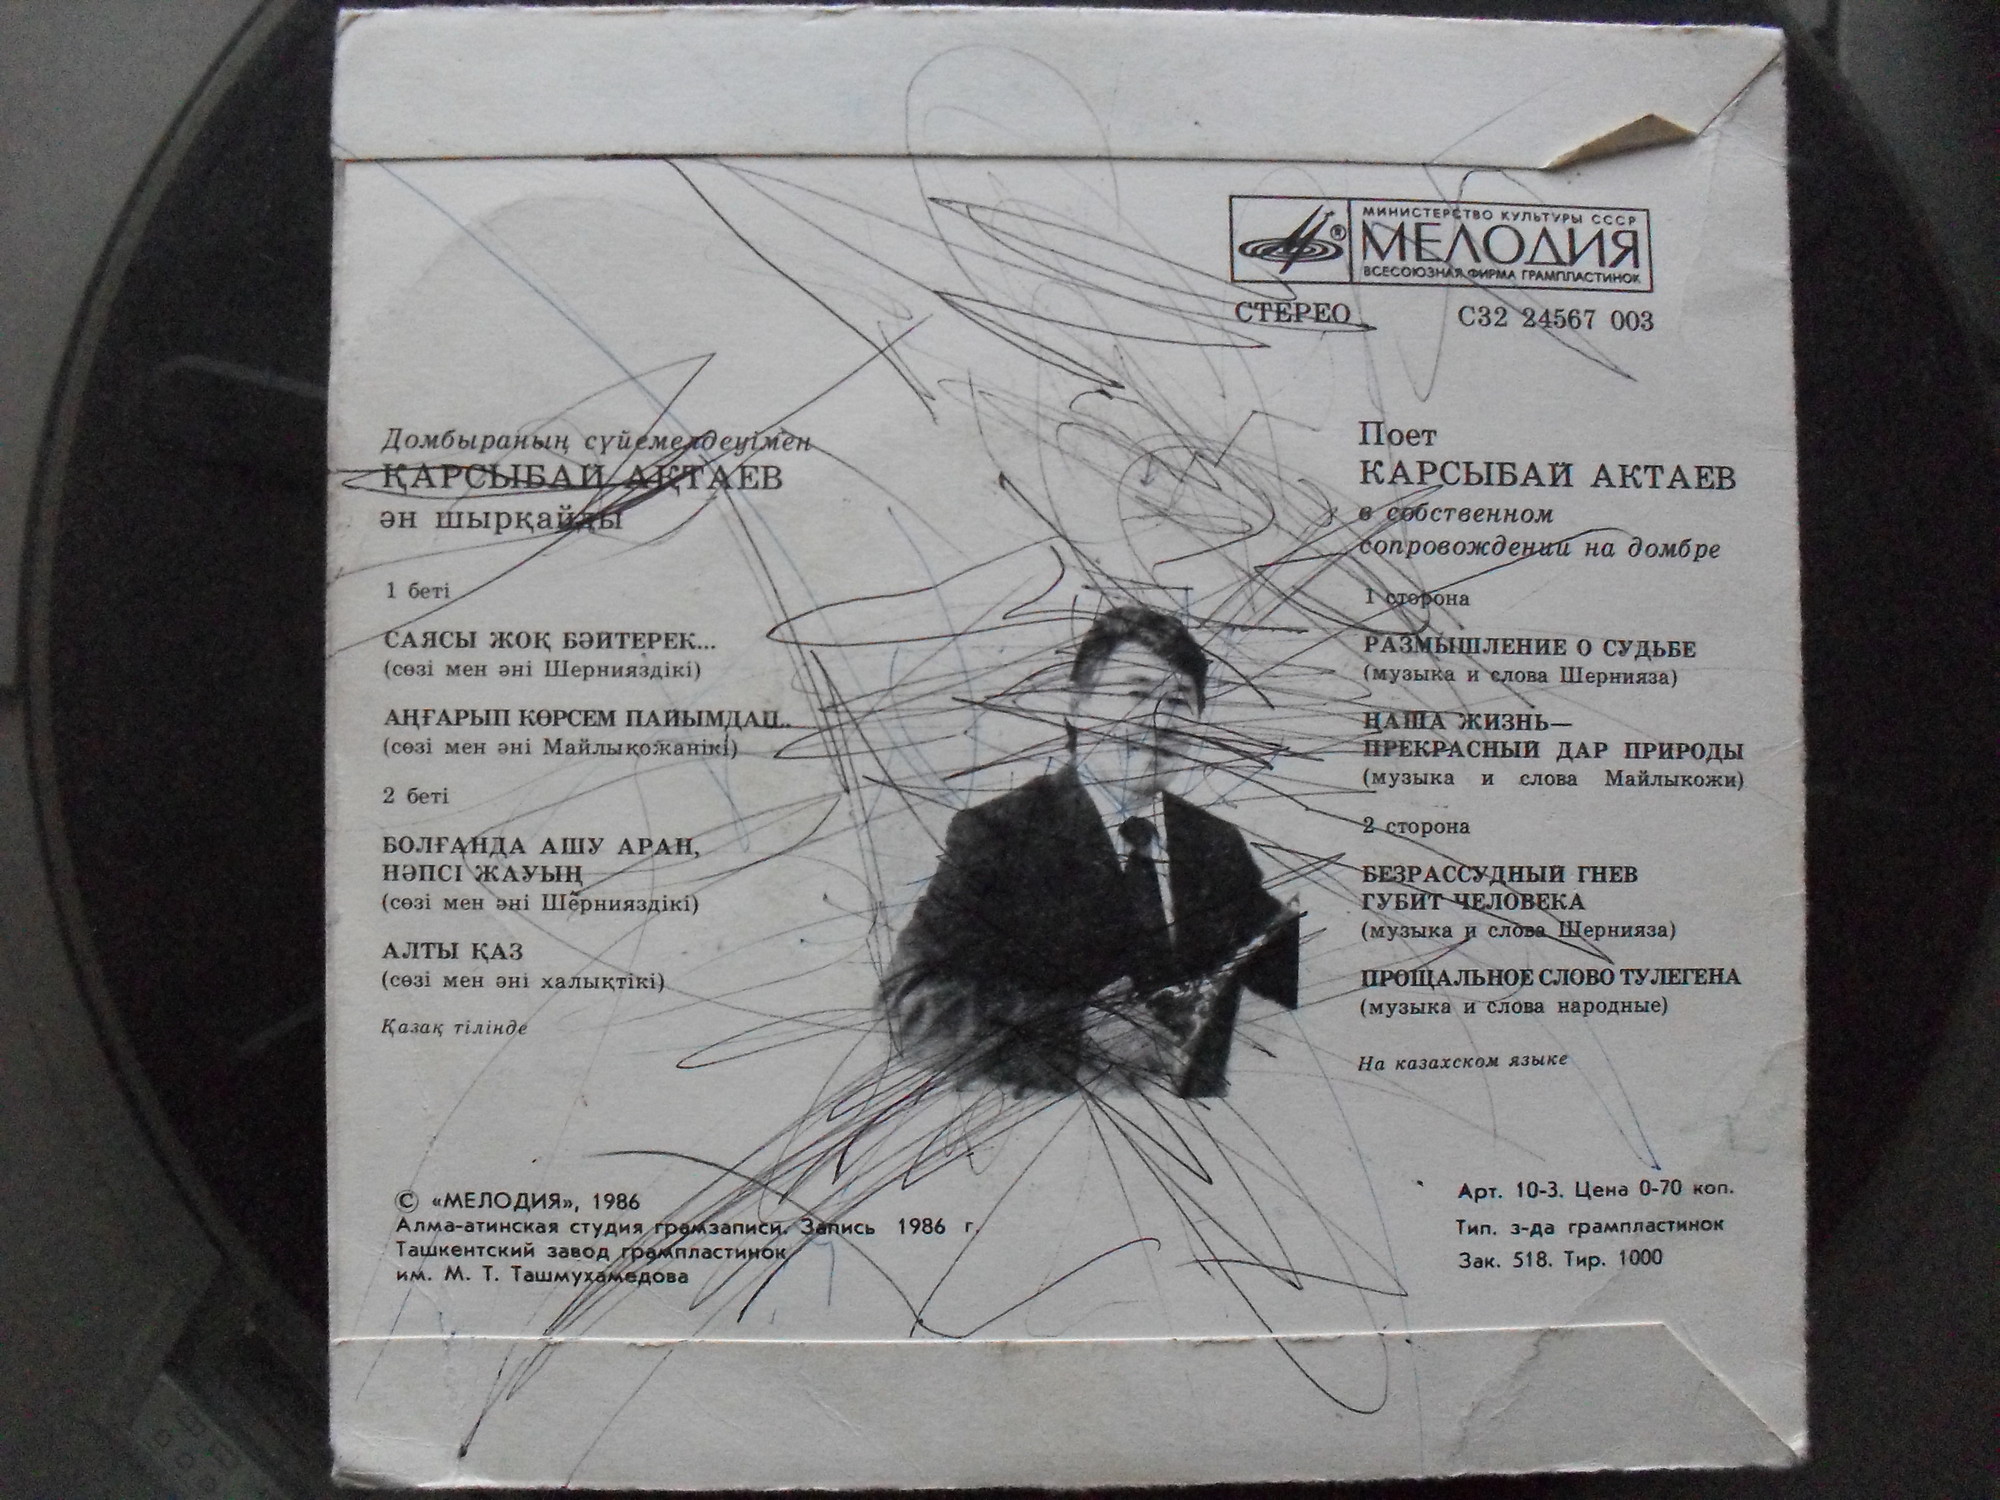 МИНИСТЕРСТВО КУЛЬТУРЫ СССР
МЕЛОДИЯ
ВСЕСОЮЗНАЯ ФИРМА ГРАМПЛАСТИНОК
СТЕРЕО С32 24567 003
Домбыраның сүйемелдеуімен
ҚАРСЫБАЙ АҚТАЕВ
ән шырқайды
1 беті
САЯСЫ ЖОҚ БӘЙТЕРЕК...
(сөзі мен әні Шернияздікі)
АҢҒАРЫП КӨРСЕМ ПАЙЫМДАП..
(сөзі мен әні Майлықожанікі)
2 беті
БОЛҒАНДА АШУ АРАН,
НӘПСІ ЖАУЫҢ
(сөзі мен әні Шернияздікі)
АЛТЫ ҚАЗ
(сөзі мен әні халықтікі)
Қазақ тілінде
Поет
КАРСЫБАЙ АКТАЕВ
в собственном
сопровождении на домбре
1 сторона
РАЗМЫШЛЕНИЕ О СУДЬБЕ
(музыка и слова Шернияза)
НАША ЖИЗНЬ—
ПРЕКРАСНЫЙ ДАР ПРИРОДЫ
(музыка и слова Майлыкожи)
2 сторона
БЕЗРАССУДНЫЙ ГНЕВ
ГУБИТ ЧЕЛОВЕКА
(музыка и слова Шернияза)
ПРОЩАЛЬНОЕ СЛОВО ТУЛЕГЕНА
(музыка и слова народные)
На казахском языке
© «МЕЛОДИЯ», 1986
Алма-атинская студия грамзаписи. Запись 1986 г.
Ташкентский завод грампластинок
им. М. Т. Ташмухамедова
Арт. 10-3. Цена 0-70 коп.
Тип. з-да грампластинок
Зак. 518. Тир. 1000